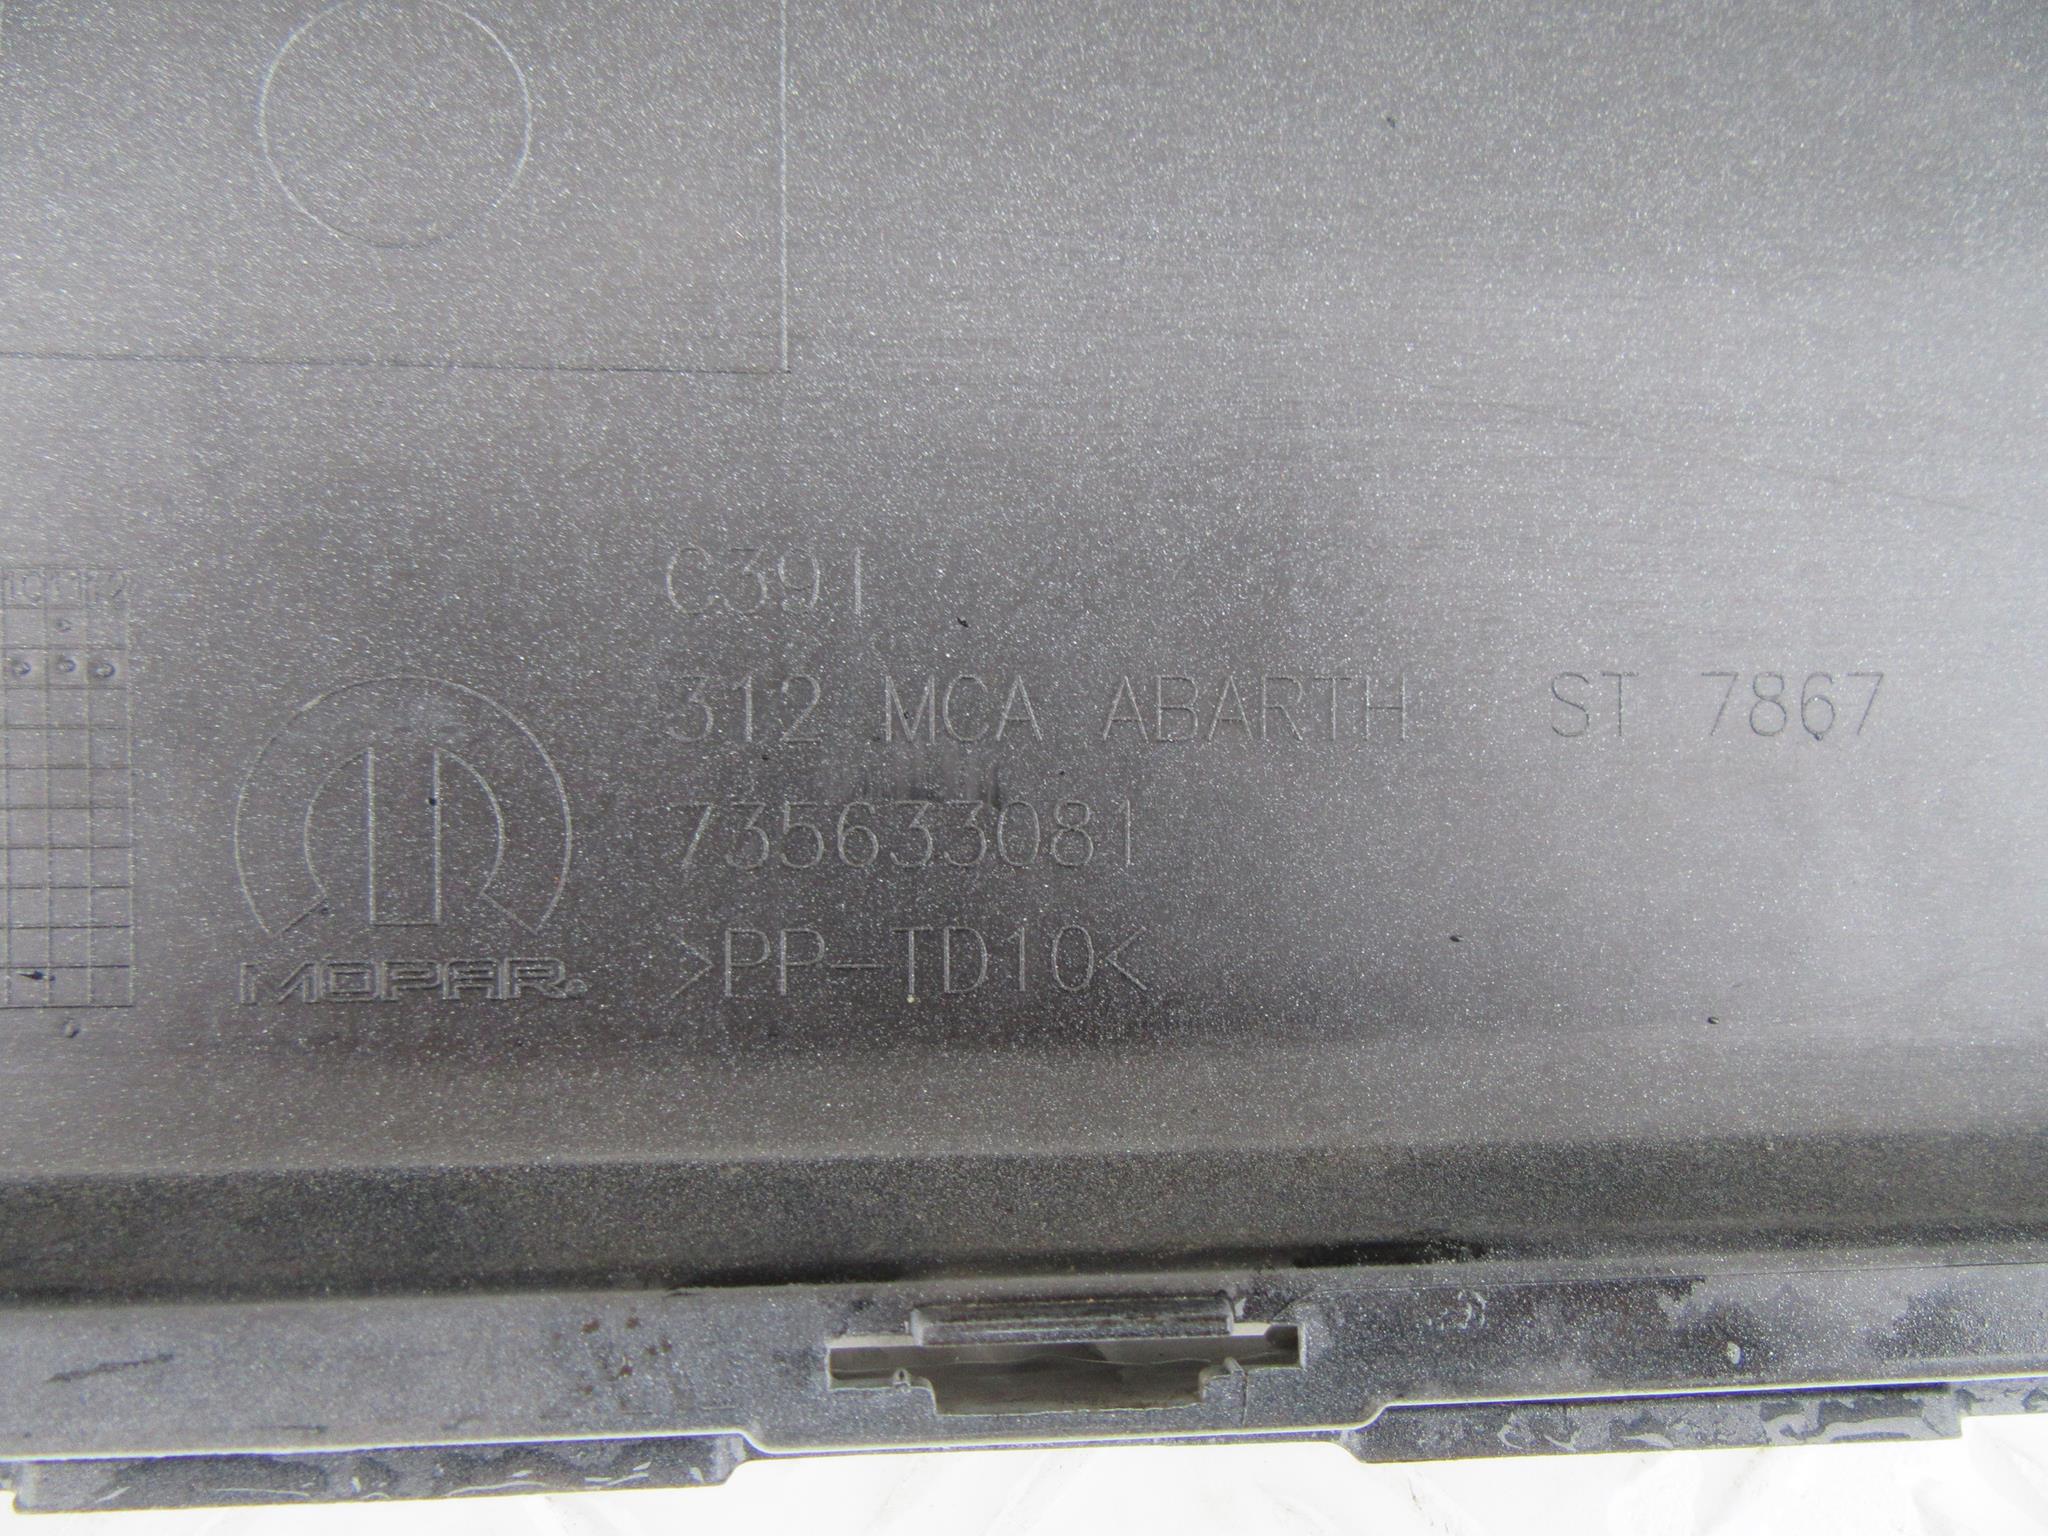 C391
312 MCA ABARTH ST 7867
735633081
>PP-TD10<
MOPAR.